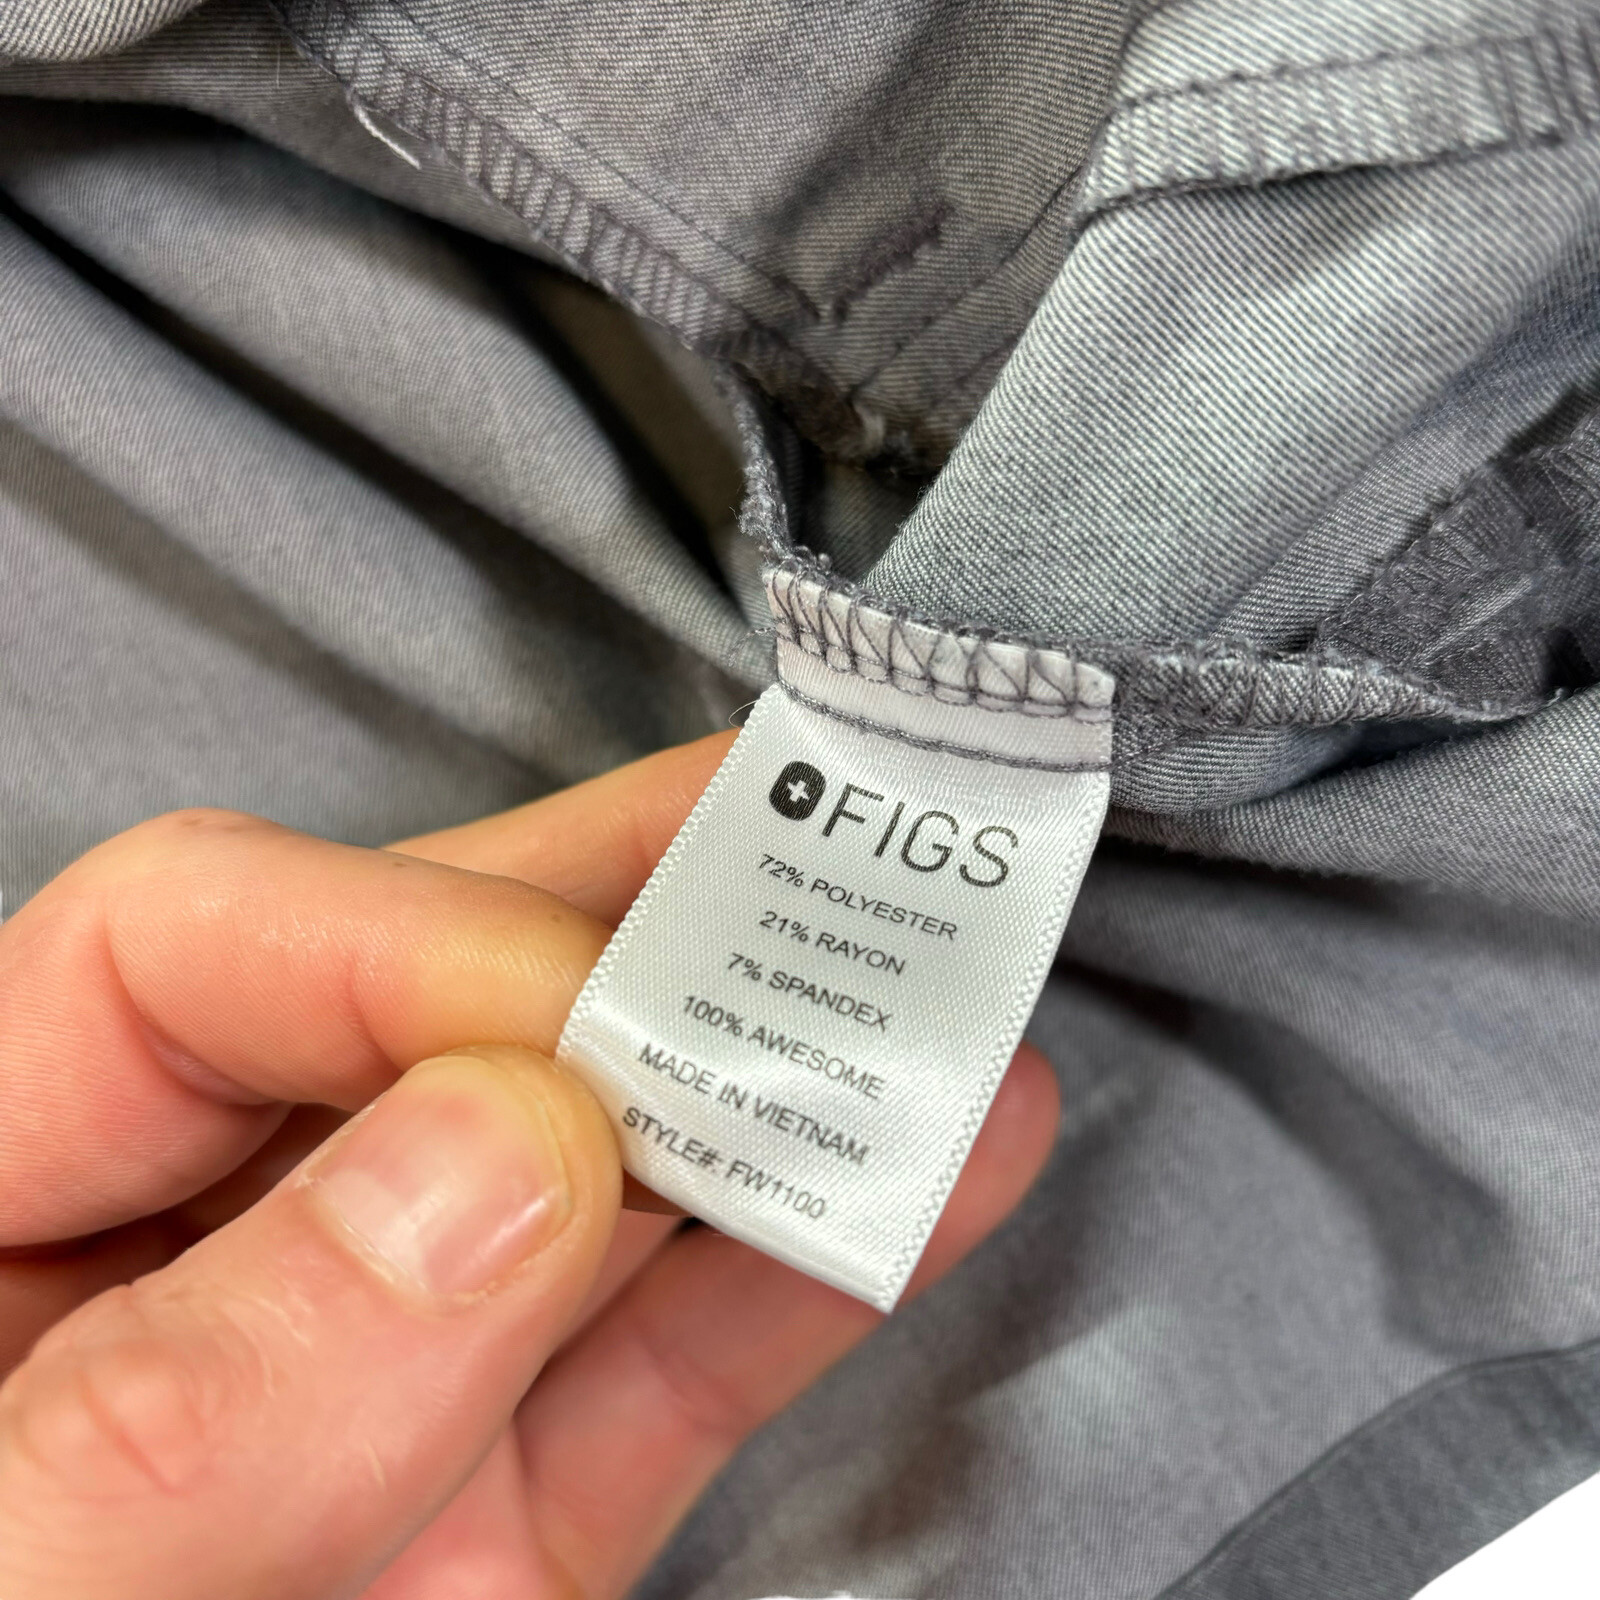 FIGS
72% POLYESTER
21% RAYON
7% SPANDEX
100% AWESOME
MADE IN VIETNAM
STYLE#: FW1100